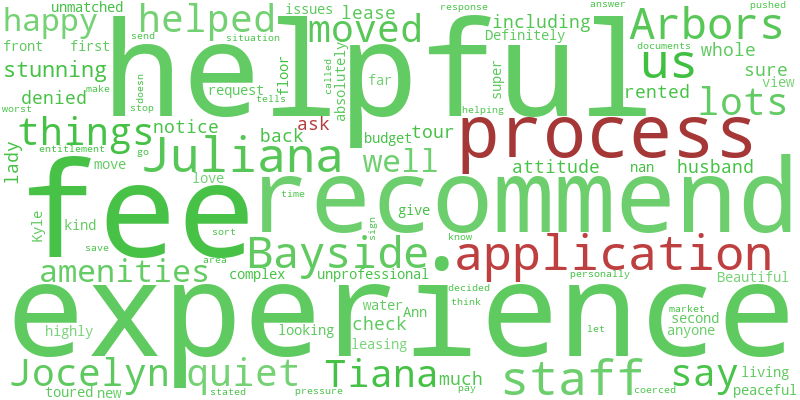 unmatched
helped
issues
lease
response
including
answer
pushed
happy
send
situation
moved
Definitely
Arbors
front
first
helpful
us
documents
whole
stunning
make
doesn
request
tells
floor
called
absolutely
far
super
sure
view
denied
worst
stop
rented
lots
things
notice
back
ask
budget
tour
process
helping
entitlement
go
Juliana
well
attitude
nan
husband
lady
move
love
fee
recommend
time
give
Kyle
kind
sort
sign
save
area
Bayside.
know
application
amenities
complex
unprofessional
decided
personally
Beautiful
think
experience
water
Ann
market
second
highly
looking
check
leasing
let
anyone
Jocelyn
quiet
Tiana
much
staff
say
living
toured
new
stated
pressure
pay
coerced
peaceful